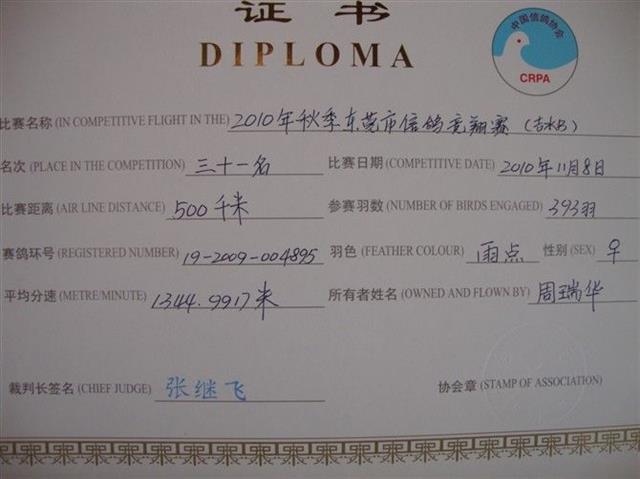 证书
DIPLOMA
中国信鸽协会
CRPA
比赛名称 (IN COMPETITIVE FLIGHT IN THE) 2010年秋季东莞市信鸽竞翔赛 (吉水B)
名次 (PLACE IN THE COMPETITION) 三十一名 比赛日期 (COMPETITIVE DATE) 2010年11月8日
比赛距离 (AIR LINE DISTANCE) 500千米 参赛羽数 (NUMBER OF BIRDS ENGAGED) 393羽
赛鸽环号 (REGISTERED NUMBER) 19-2009-004895 羽色 (FEATHER COLOUR) 雨点 性别 (SEX) ♀
平均分速 (METRE/MINUTE) 1344.9917米 所有者姓名 (OWNED AND FLOWN BY) 周瑞华
裁判长签名 (CHIEF JUDGE) 张继飞 协会章 (STAMP OF ASSOCIATION)